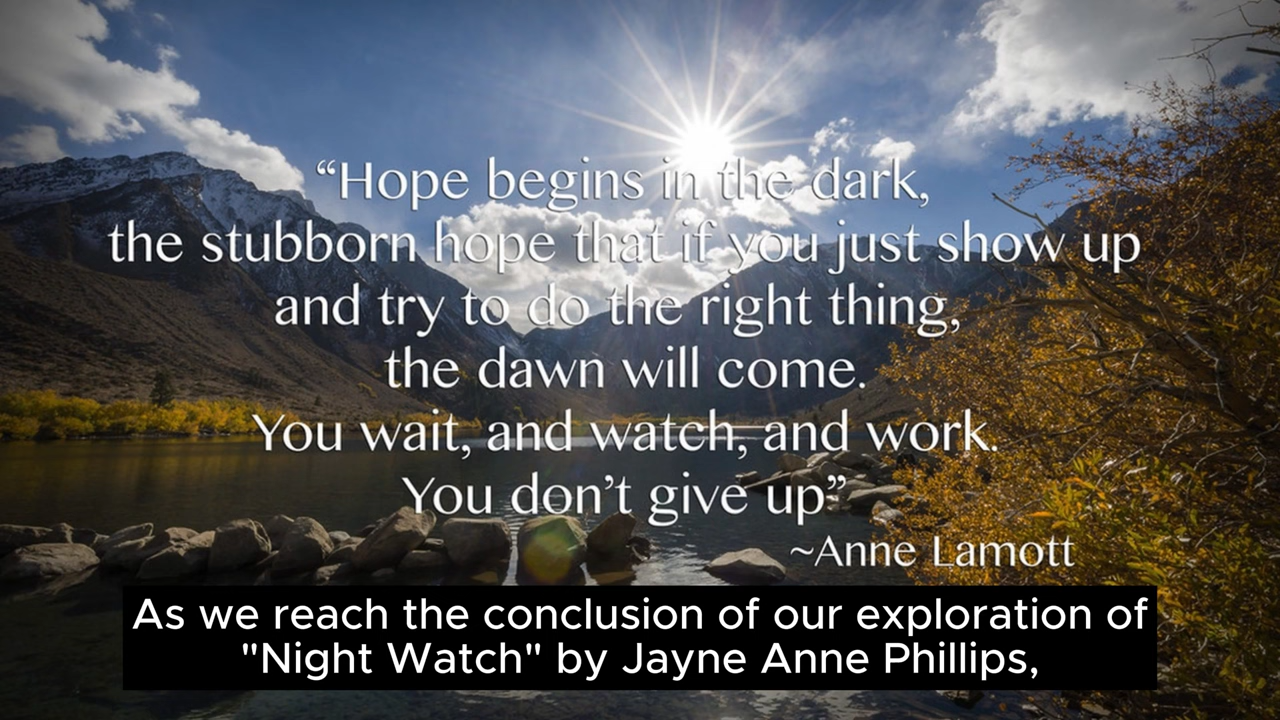 “Hope begins in the dark,
the stubborn hope that if you just show up
and try to do the right thing,
the dawn will come.
You wait, and watch, and work.
You don’t give up”
~Anne Lamott
As we reach the conclusion of our exploration of
"Night Watch" by Jayne Anne Phillips,